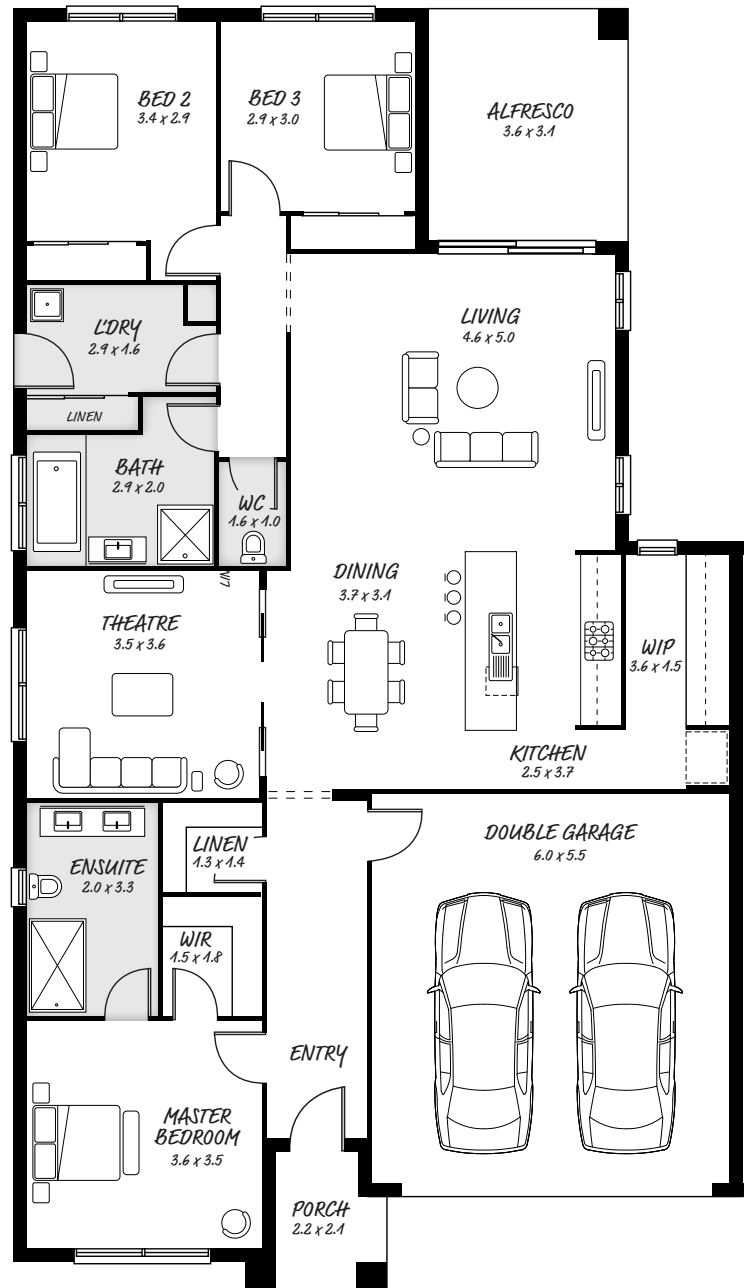 BED 2
3.4 x 2.9
BED 3
2.9 x 3.0
ALFRESCO
3.6 x 3.1
L'DRY
2.9 x 1.6
LIVING
4.6 x 5.0
LINEN
BATH
2.9 x 2.0
WC
1.6 x 1.0
DINING
3.7 x 3.1
THEATRE
3.5 x 3.6
WIP
3.6 x 1.5
KITCHEN
2.5 x 3.7
LINEN
1.3 x 1.4
DOUBLE GARAGE
6.0 x 5.5
ENSUITE
2.0 x 3.3
WIR
1.5 x 1.8
ENTRY
MASTER
BEDROOM
3.6 x 3.5
PORCH
2.2 x 2.1